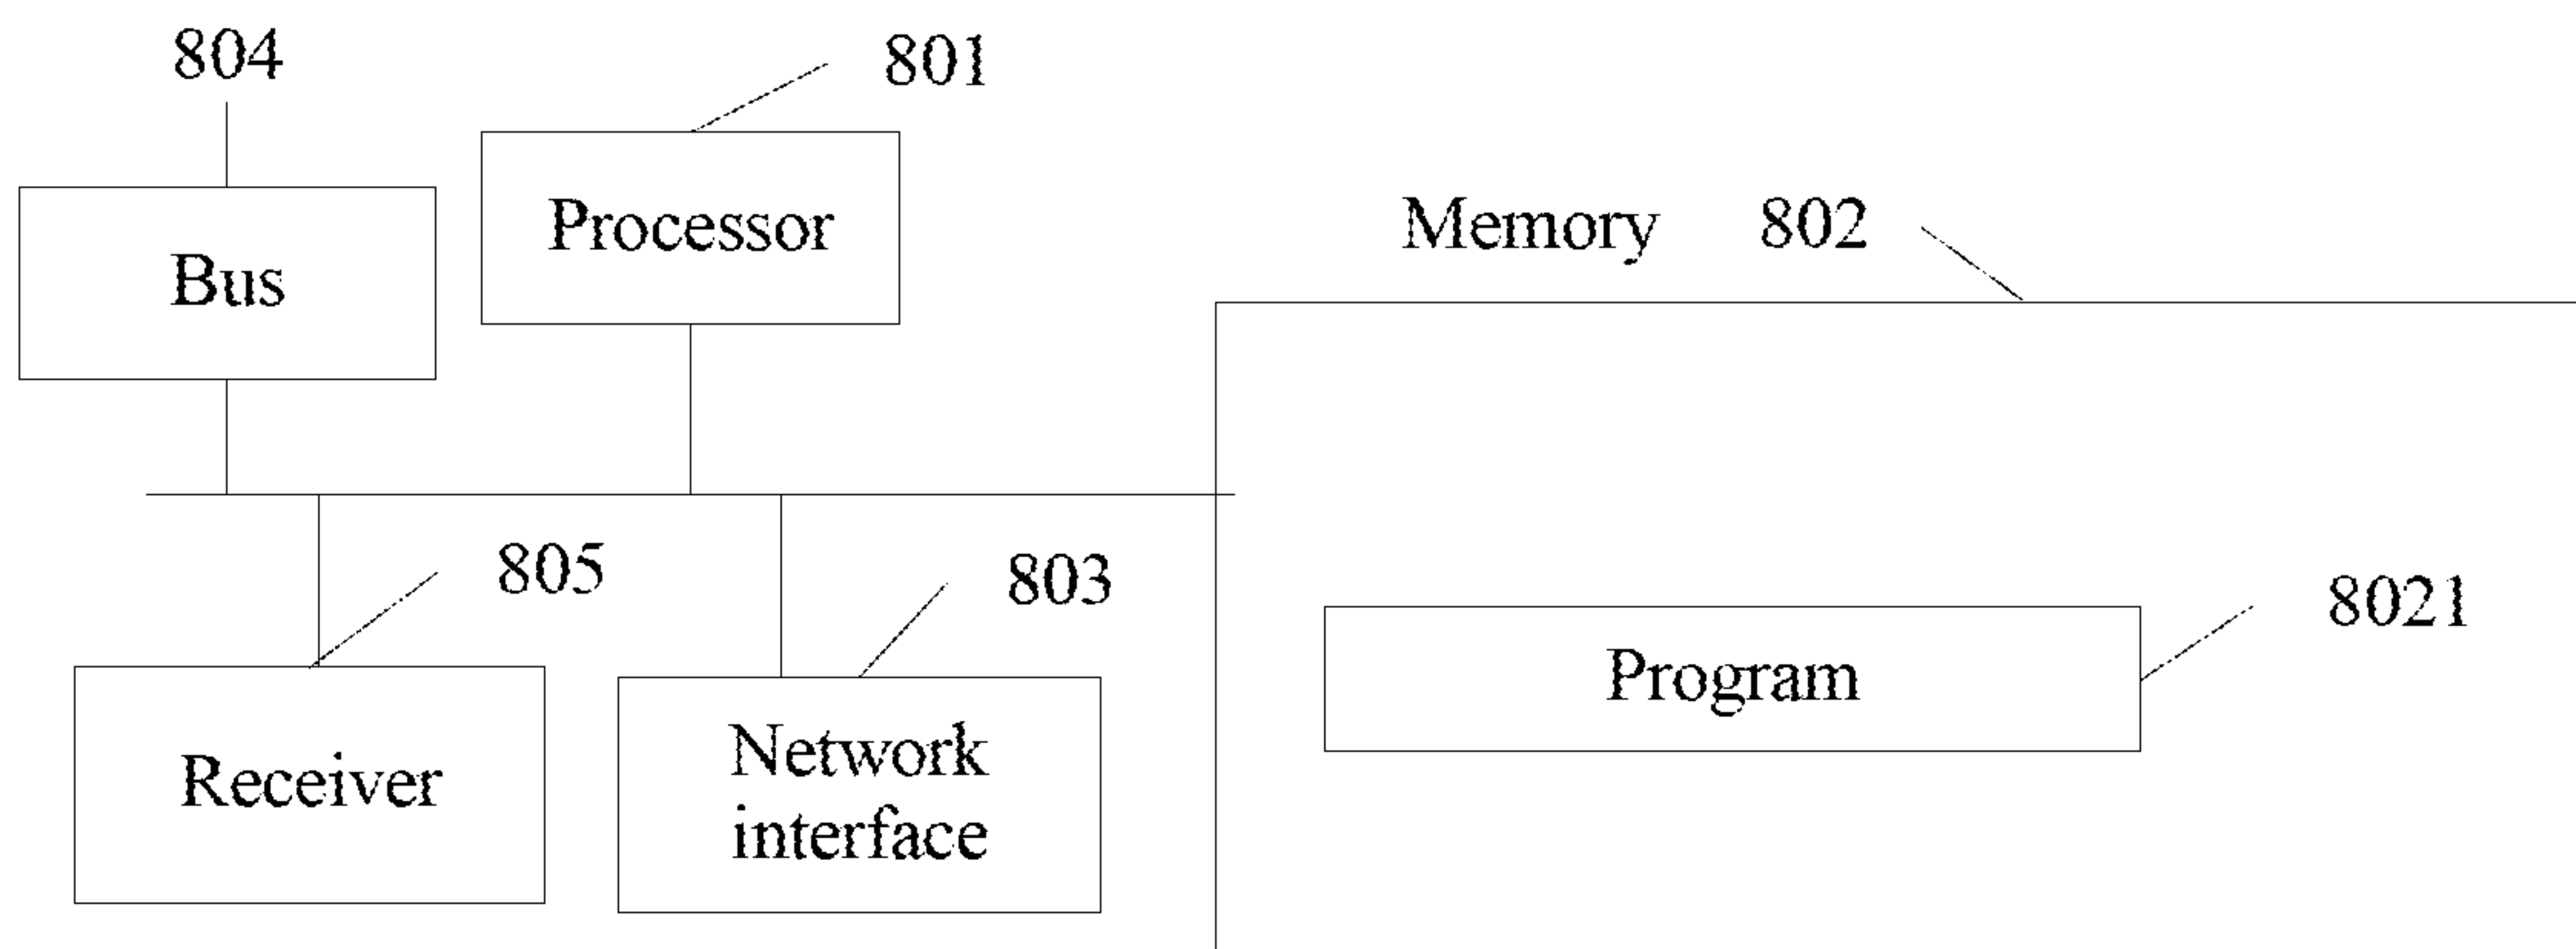 804
801
Bus
Processor
Memory 802
805
803
8021
Receiver
Network
interface
Program